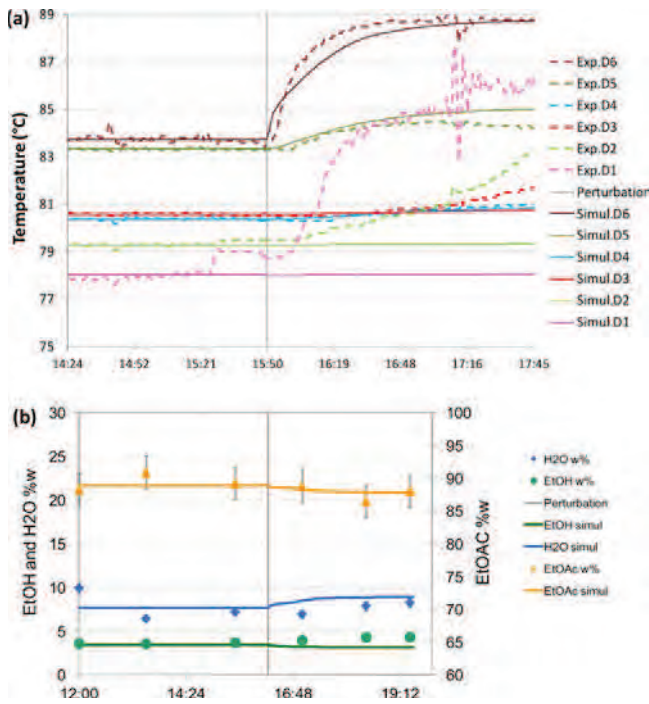 (a)
89
87
85
83
81
79
77
75
Temperature (°C)
14:24 14:52 15:21 15:50 16:19 16:48 17:16 17:45
Exp.D6
Exp.D5
Exp.D4
Exp.D3
Exp.D2
Exp.D1
Perturbation
Simul.D6
Simul.D5
Simul.D4
Simul.D3
Simul.D2
Simul.D1
(b)
30
25
20
15
10
5
0
EtOH and H2O %w
100
95
90
85
80
75
70
65
60
EtOAC %w
12:00 14:24 16:48 19:12
H2O w%
EtOH w%
Perturbation
EtOH simul
H2O simul
EtOAc w%
EtOAc simul